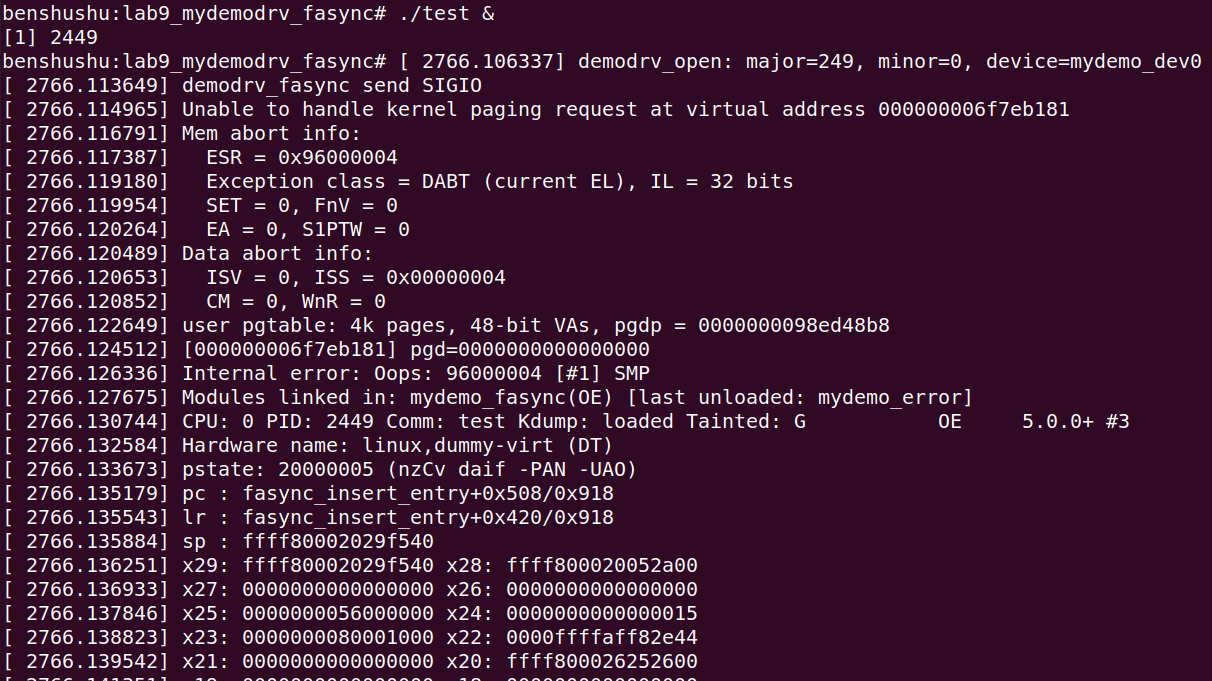 benshushu:lab9_mydemodrv_fasync# ./test &
[1] 2449
benshushu:lab9_mydemodrv_fasync# [ 2766.106337] demodrv_open: major=249, minor=0, device=mydemo_dev0
[ 2766.113649] demodrv_fasync send SIGIO
[ 2766.114965] Unable to handle kernel paging request at virtual address 000000006f7eb181
[ 2766.116791] Mem abort info:
[ 2766.117387]   ESR = 0x96000004
[ 2766.119180]   Exception class = DABT (current EL), IL = 32 bits
[ 2766.119954]   SET = 0, FnV = 0
[ 2766.120264]   EA = 0, S1PTW = 0
[ 2766.120489] Data abort info:
[ 2766.120653]   ISV = 0, ISS = 0x00000004
[ 2766.120852]   CM = 0, WnR = 0
[ 2766.122649] user pgtable: 4k pages, 48-bit VAs, pgdp = 0000000098ed48b8
[ 2766.124512] [000000006f7eb181] pgd=0000000000000000
[ 2766.126336] Internal error: Oops: 96000004 [#1] SMP
[ 2766.127675] Modules linked in: mydemo_fasync(OE) [last unloaded: mydemo_error]
[ 2766.130744] CPU: 0 PID: 2449 Comm: test Kdump: loaded Tainted: G           OE     5.0.0+ #3
[ 2766.132584] Hardware name: linux,dummy-virt (DT)
[ 2766.133673] pstate: 20000005 (nzCv daif -PAN -UAO)
[ 2766.135179] pc : fasync_insert_entry+0x508/0x918
[ 2766.135543] lr : fasync_insert_entry+0x420/0x918
[ 2766.135884] sp : ffff80002029f540
[ 2766.136251] x29: ffff80002029f540 x28: ffff800020052a00
[ 2766.136933] x27: 0000000000000000 x26: 0000000000000000
[ 2766.137846] x25: 0000000056000000 x24: 0000000000000015
[ 2766.138823] x23: 0000000080001000 x22: 0000ffffaff82e44
[ 2766.139542] x21: 0000000000000000 x20: ffff800026252600